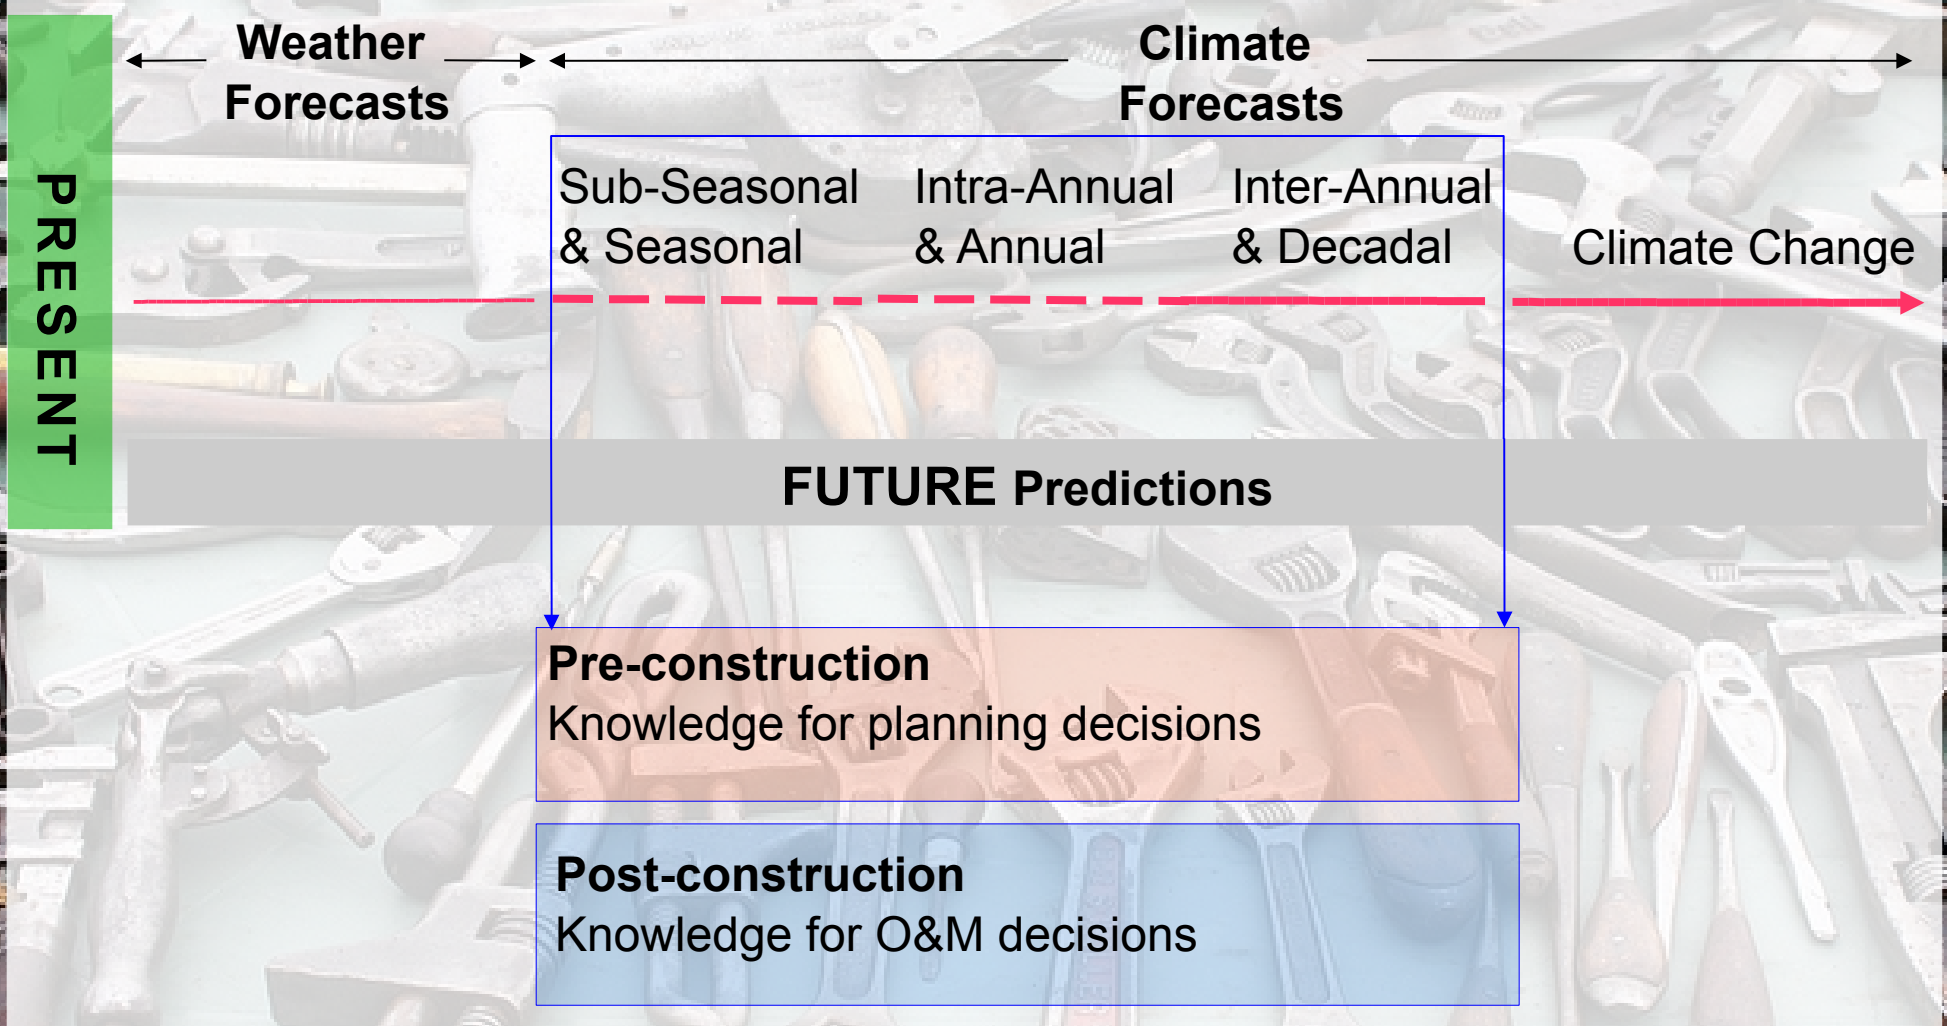 PRESENT
Weather
Forecasts
Climate
Forecasts
Sub-Seasonal
& Seasonal
Intra-Annual
& Annual
Inter-Annual
& Decadal
Climate Change
FUTURE Predictions
Pre-construction
Knowledge for planning decisions
Post-construction
Knowledge for O&M decisions